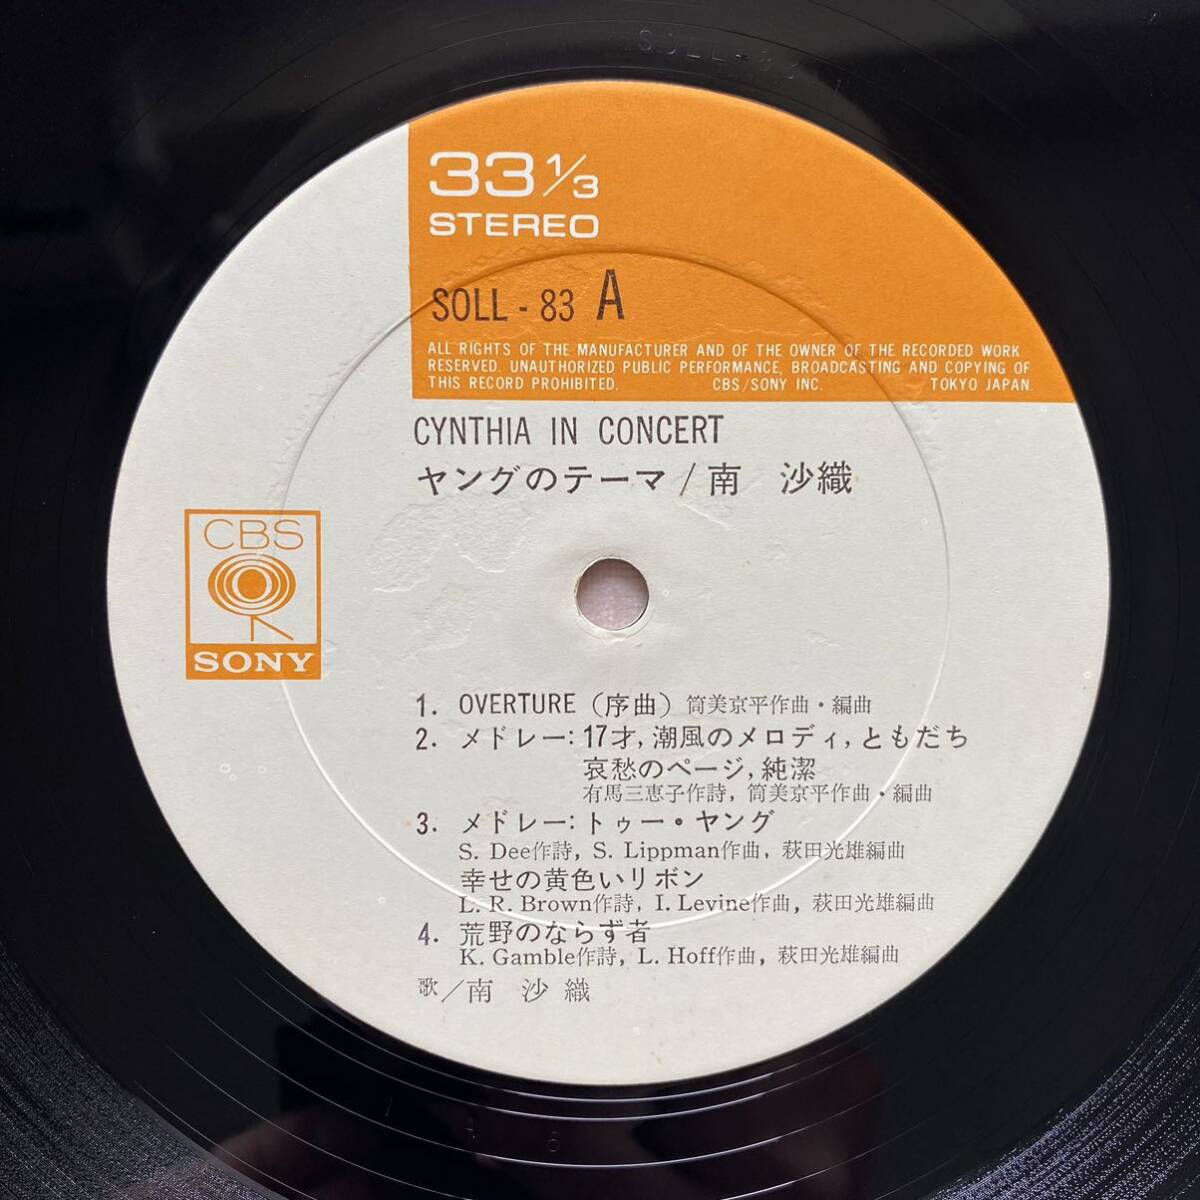 SOLL-83
33 1/3
STEREO
SOLL - 83 A
ALL RIGHTS OF THE MANUFACTURER AND OF THE OWNER OF THE RECORDED WORK
RESERVED. UNAUTHORIZED PUBLIC PERFORMANCE, BROADCASTING AND COPYING OF
THIS RECORD PROHIBITED. CBS/SONY INC. TOKYO JAPAN.
CYNTHIA IN CONCERT
ヤングのテーマ/南 沙織
CBS
SONY
1. OVERTURE (序曲) 筒美京平作曲・編曲
2. メドレー: 17才, 潮風のメロディ, ともだち
哀愁のページ, 純潔
有馬三恵子作詩, 筒美京平作曲・編曲
3. メドレー: トゥー・ヤング
S. Dee作詩, S. Lippman作曲, 萩田光雄編曲
幸せの黄色いリボン
L. R. Brown作詩, I. Levine作曲, 萩田光雄編曲
4. 荒野のならず者
K. Gamble作詩, L. Hoff作曲, 萩田光雄編曲
歌/南 沙織